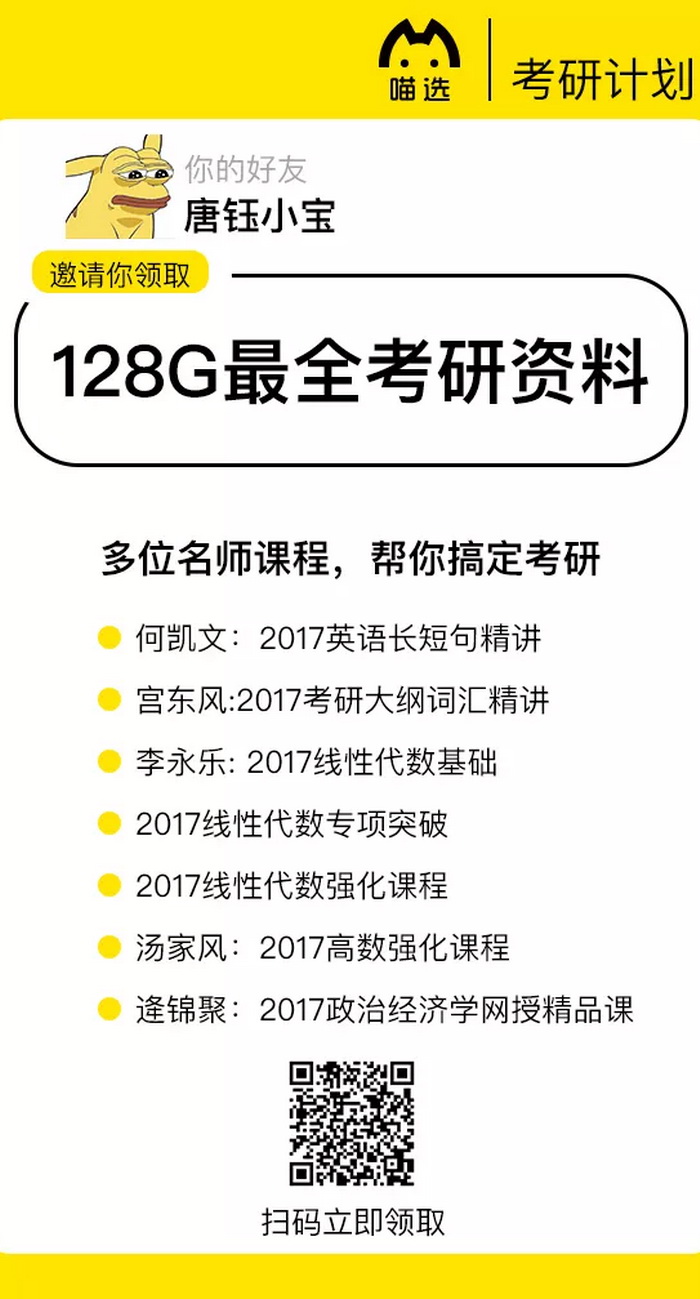 喵选
考研计划
你的好友
唐钰小宝
邀请你领取
128G最全考研资料
多位名师课程，帮你搞定考研
何凯文：2017英语长短句精讲
宫东风:2017考研大纲词汇精讲
李永乐: 2017线性代数基础
2017线性代数专项突破
2017线性代数强化课程
汤家风：2017高数强化课程
逄锦聚：2017政治经济学网授精品课
扫码立即领取